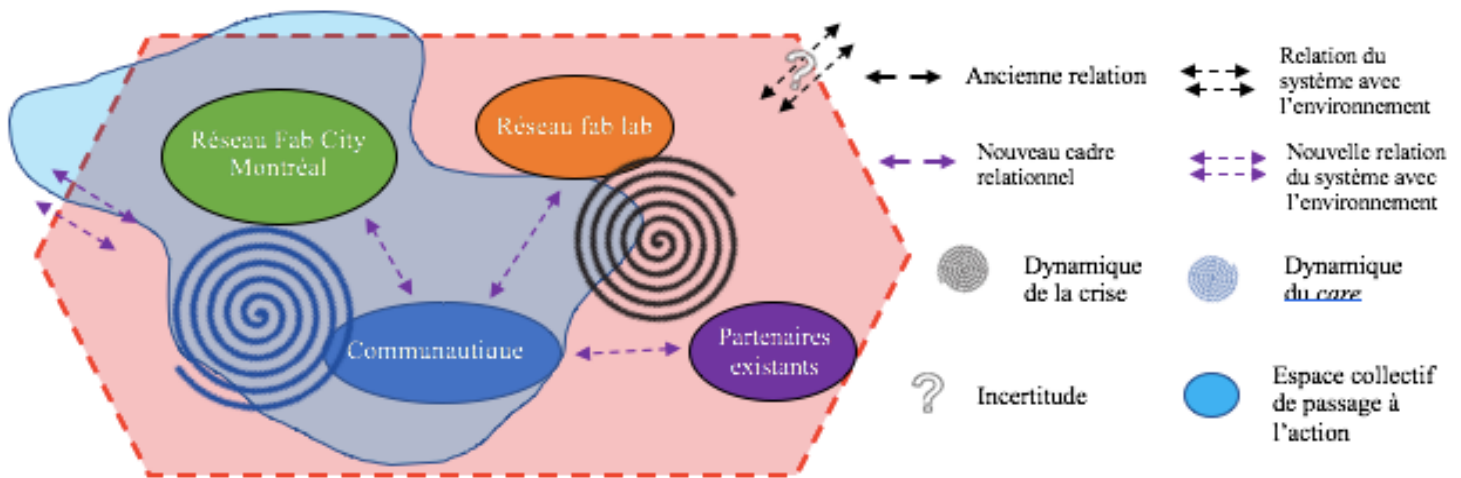 Réseau Fab City
Montréal
Réseau fab lab
Communautique
Partenaires
existants
?
Ancienne relation
Relation du
système avec
l'environnement
Nouveau cadre
relationnel
Nouvelle relation
du système avec
l'environnement
Dynamique
de la crise
Dynamique
du care
?
Incertitude
Espace collectif
de passage à
l'action